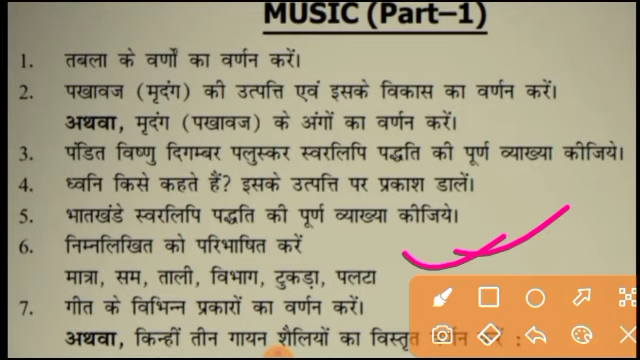 MUSIC (Part–1)
1. तबला के वर्णों का वर्णन करें।
2. पखावज (मृदंग) की उत्पत्ति एवं इसके विकास का वर्णन करें।
अथवा, मृदंग (पखावज) के अंगों का वर्णन करें।
3. पंडित विष्णु दिगम्बर पलुस्कर स्वरलिपि पद्धति की पूर्ण व्याख्या कीजिये।
4. ध्वनि किसे कहते हैं? इसके उत्पत्ति पर प्रकाश डालें।
5. भातखंडे स्वरलिपि पद्धति की पूर्ण व्याख्या कीजिये।
6. निम्नलिखित को परिभाषित करें
मात्रा, सम, ताली, विभाग, टुकड़ा, पलटा
7. गीत के विभिन्न प्रकारों का वर्णन करें।
अथवा, किन्हीं तीन गायन शैलियों का विस्तृत करें :